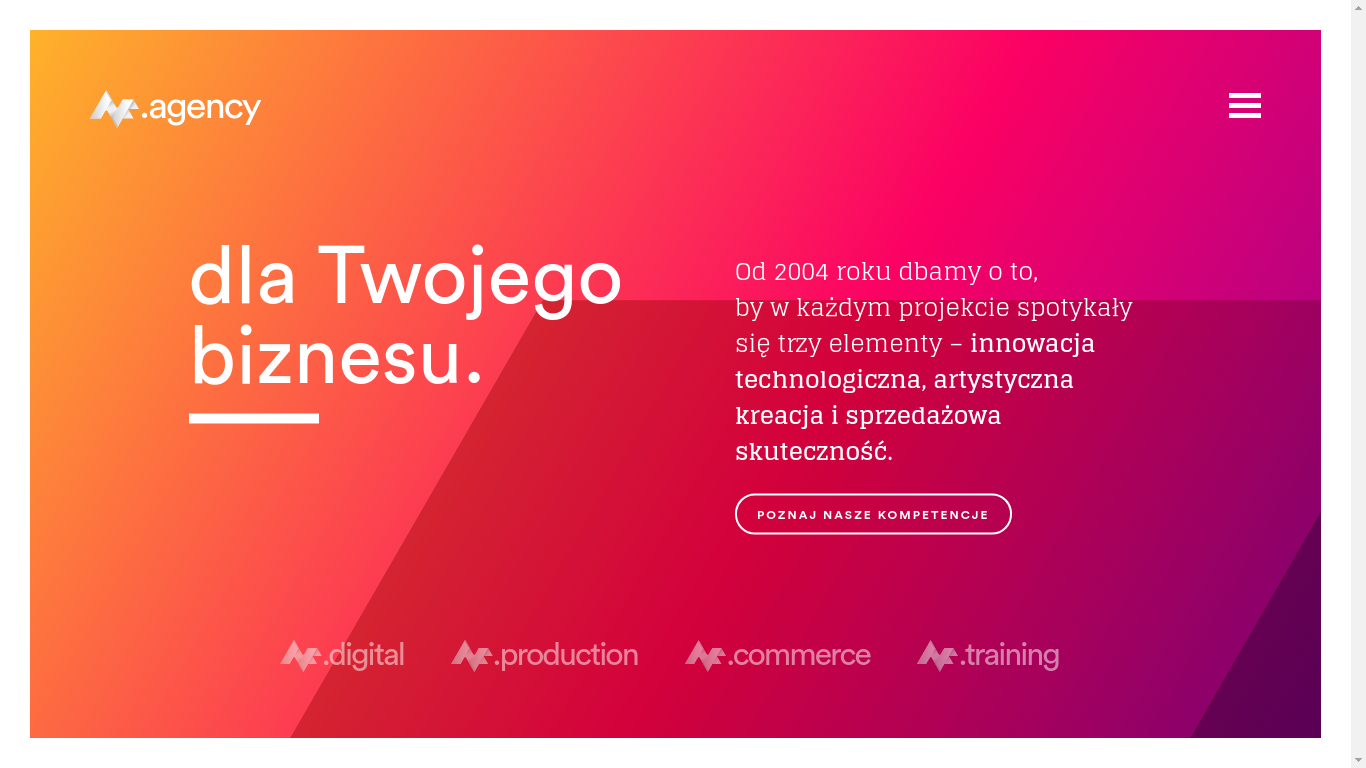 .agency
dla Twojego
biznesu.
Od 2004 roku dbamy o to,
by w każdym projekcie spotykały
się trzy elementy – innowacja
technologiczna, artystyczna
kreacja i sprzedażowa
skuteczność.
POZNAJ NASZE KOMPETENCJE
.digital .production .commerce .training